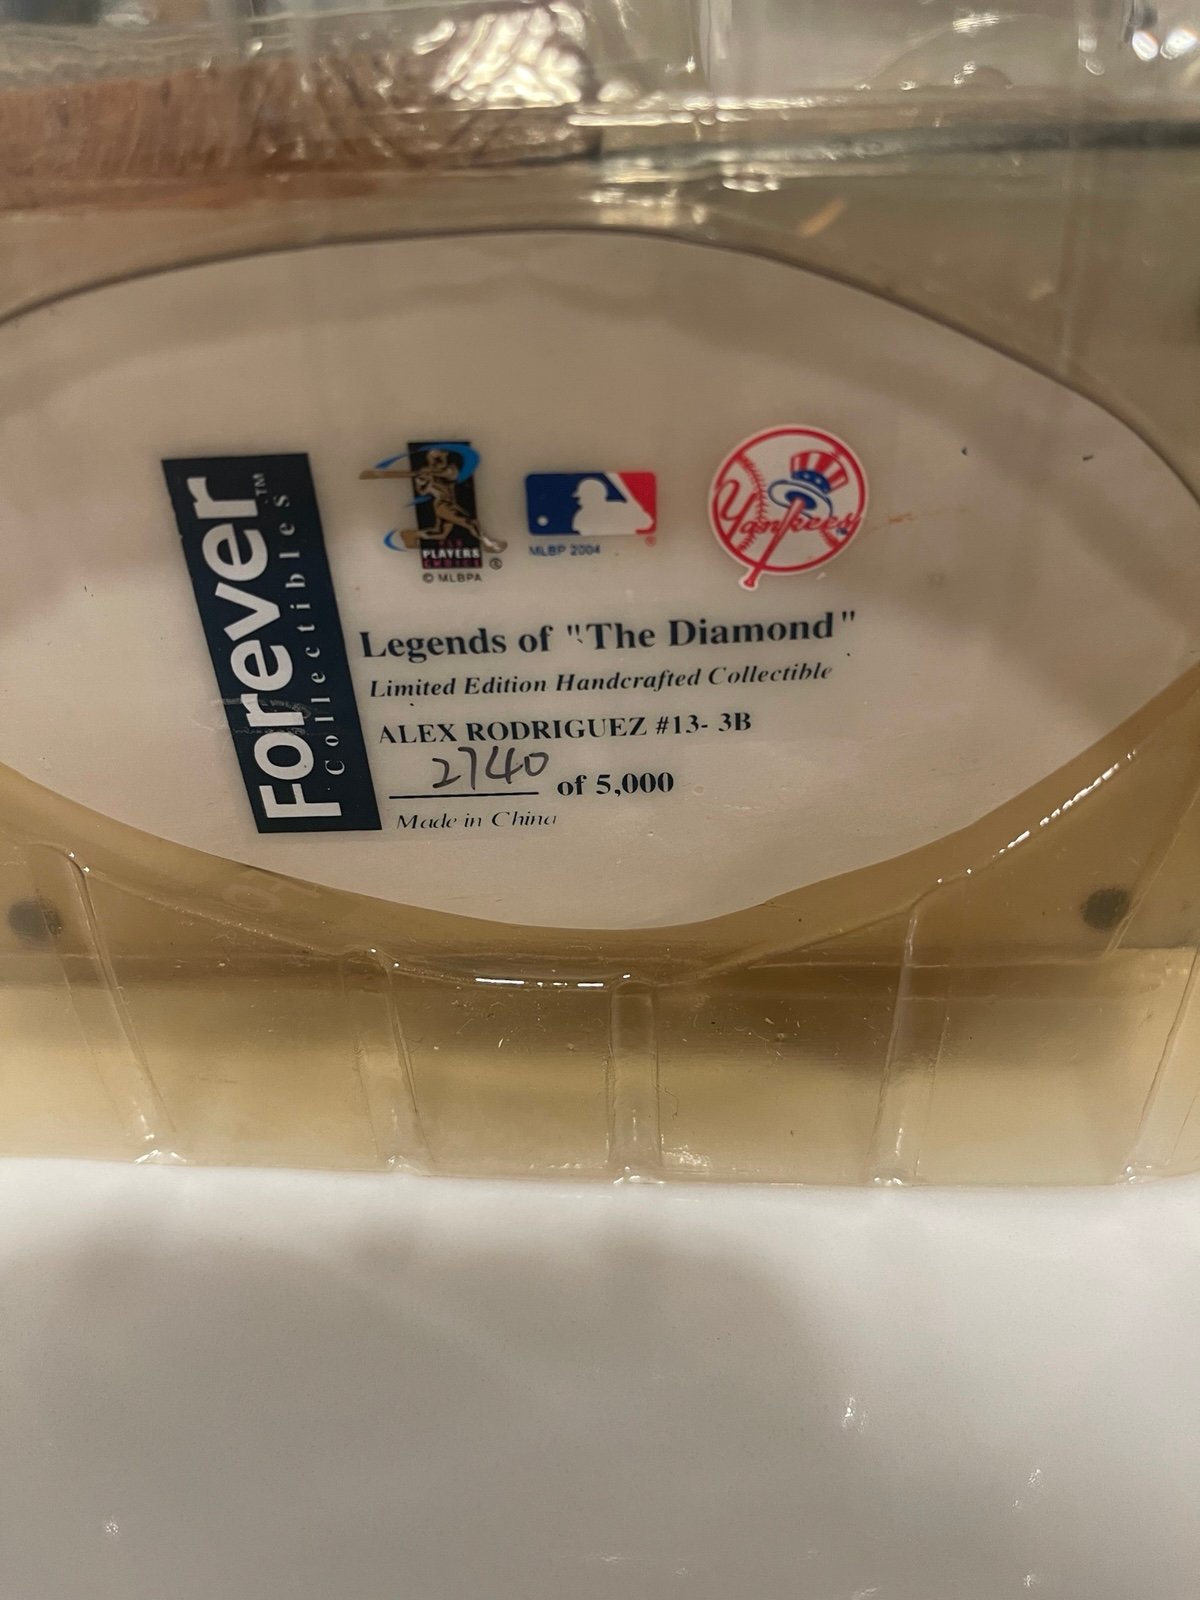 Forever™
Collectibles
PLAYERS
CHOICE ®
© MLBPA
MLBP 2004 ®
Yankees
Legends of "The Diamond"
Limited Edition Handcrafted Collectible
ALEX RODRIGUEZ #13- 3B
2740 of 5,000
Made in China